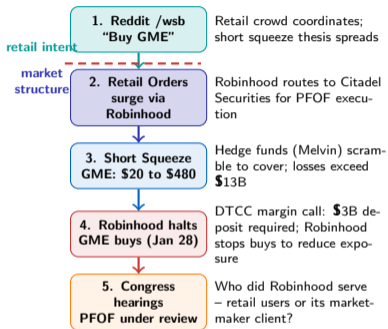 1. Reddit /wsb
“Buy GME”
Retail crowd coordinates;
short squeeze thesis spreads
retail intent
market
structure
2. Retail Orders
surge via
Robinhood
Robinhood routes to Citadel
Securities for PFOF execu-
tion
3. Short Squeeze
GME: $20 to $480
Hedge funds (Melvin) scram-
ble to cover; losses exceed
$13B
4. Robinhood halts
GME buys (Jan 28)
DTCC margin call: $3B de-
posit required; Robinhood
stops buys to reduce expo-
sure
5. Congress
hearings
PFOF under review
Who did Robinhood serve
– retail users or its market-
maker client?